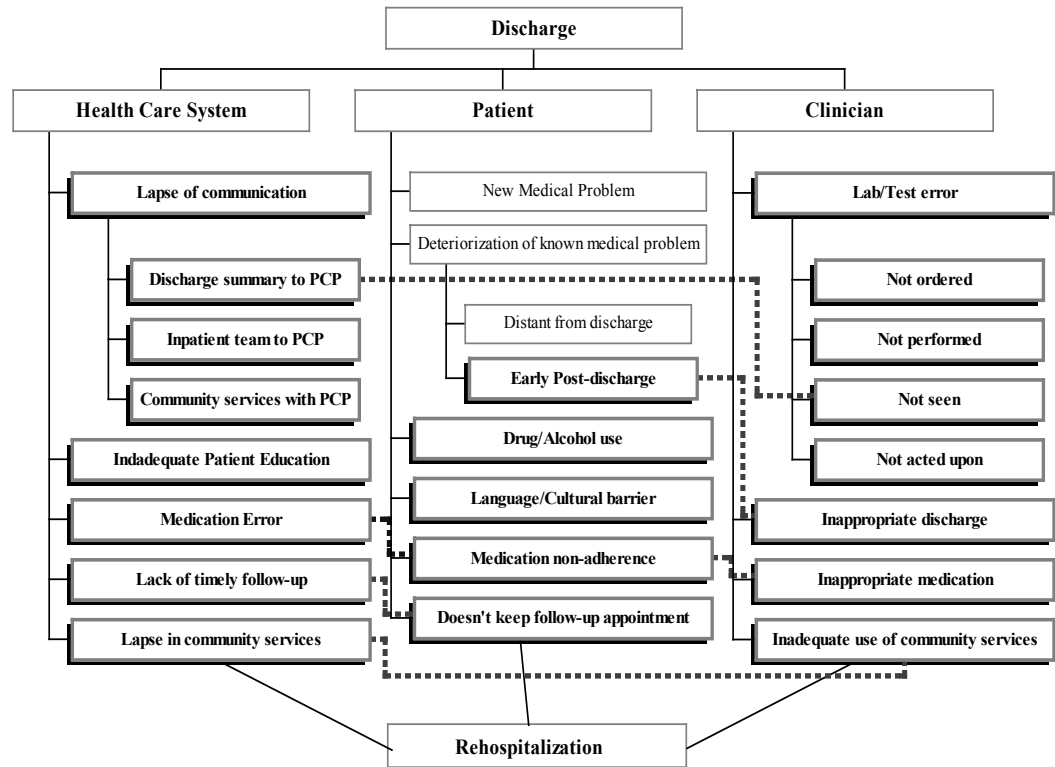 Discharge
Health Care System
Patient
Clinician
Lapse of communication
Discharge summary to PCP
Inpatient team to PCP
Community services with PCP
Indadequate Patient Education
Medication Error
Lack of timely follow-up
Lapse in community services
New Medical Problem
Deteriorization of known medical problem
Distant from discharge
Early Post-discharge
Drug/Alcohol use
Language/Cultural barrier
Medication non-adherence
Doesn't keep follow-up appointment
Lab/Test error
Not ordered
Not performed
Not seen
Not acted upon
Inappropriate discharge
Inappropriate medication
Inadequate use of community services
Rehospitalization